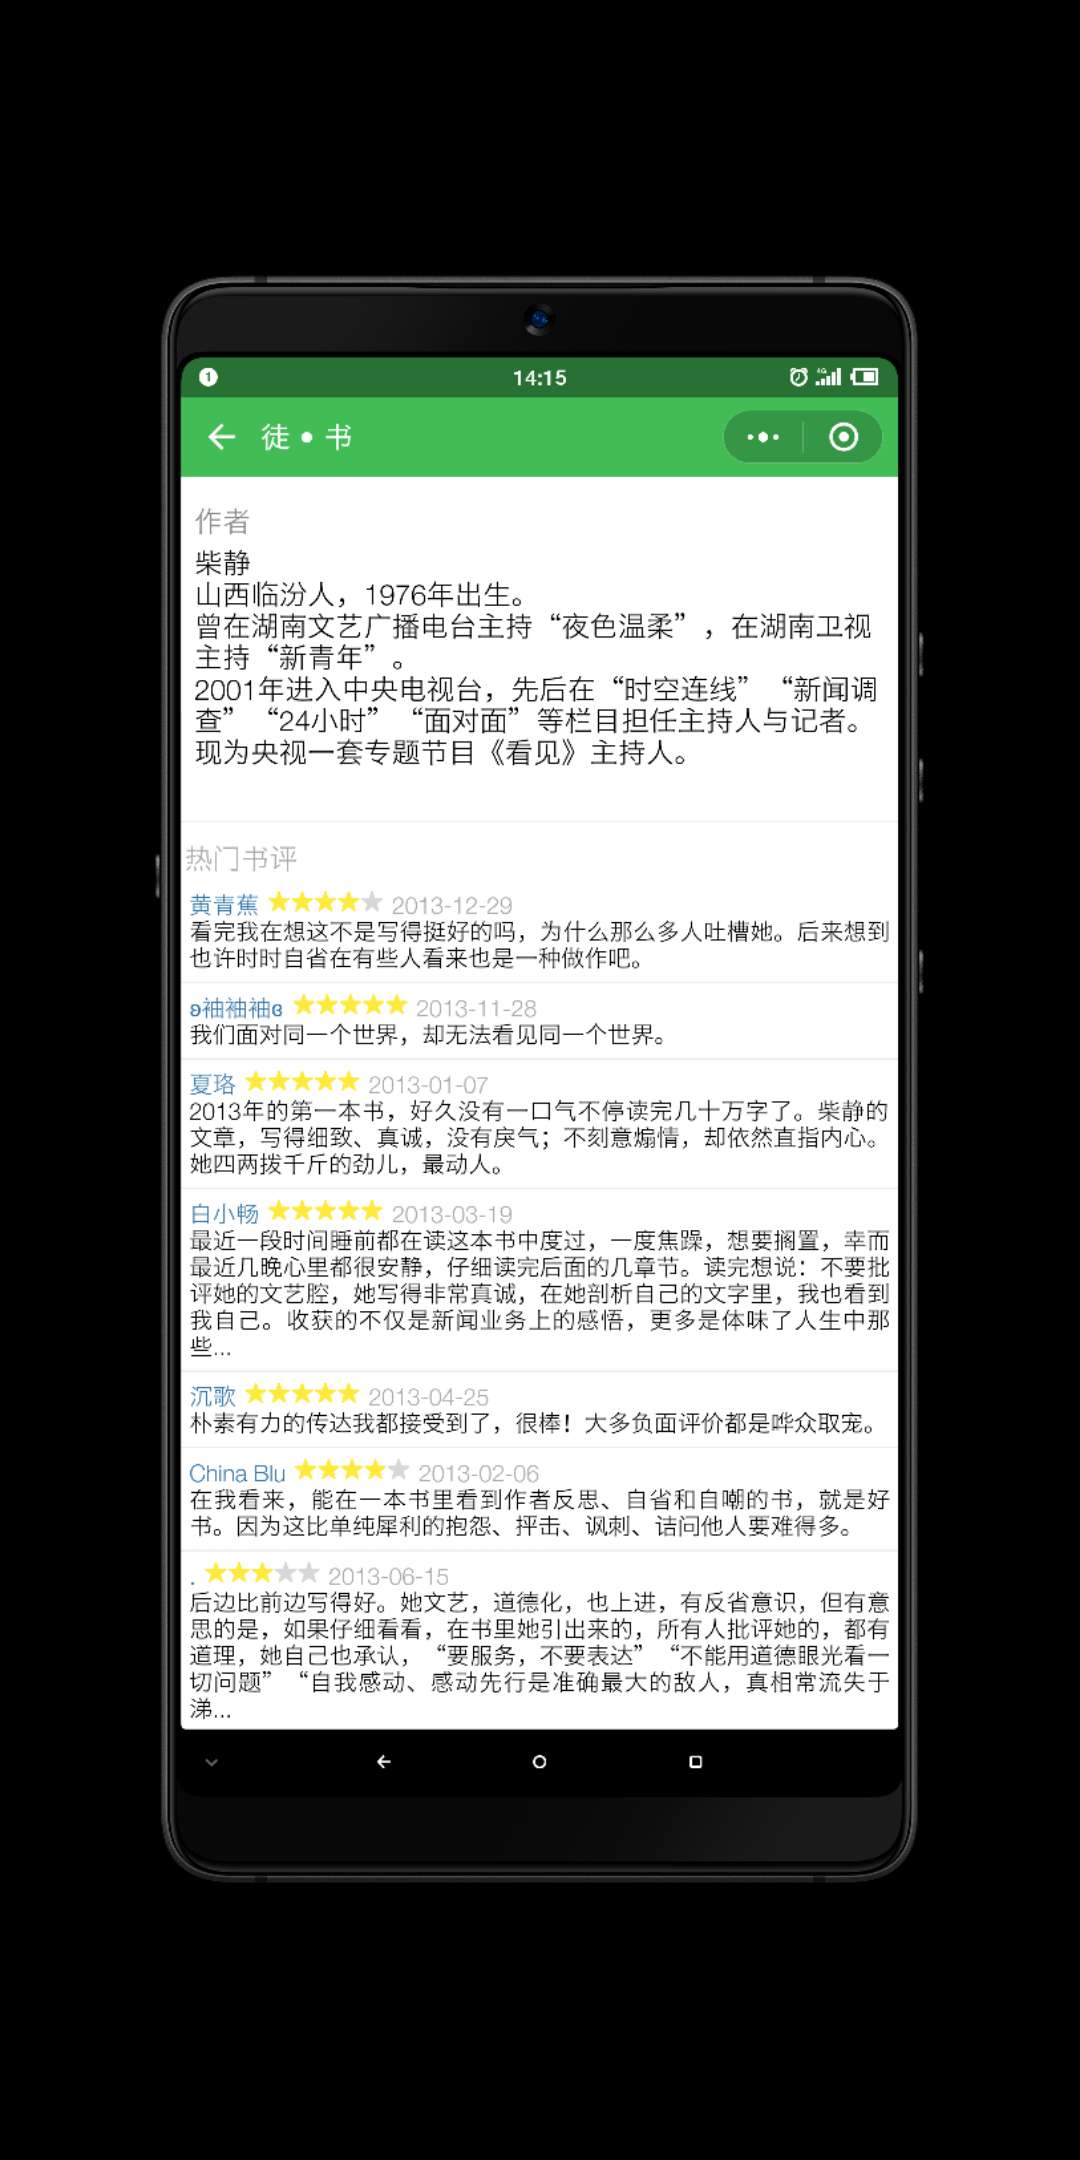 1
14:15
4G
徒 • 书
作者
柴静
山西临汾人，1976年出生。
曾在湖南文艺广播电台主持“夜色温柔”，在湖南卫视
主持“新青年”。
2001年进入中央电视台，先后在“时空连线”“新闻调
查”“24小时”“面对面”等栏目担任主持人与记者。
现为央视一套专题节目《看见》主持人。
热门书评
黄青蕉 2013-12-29
看完我在想这不是写得挺好的吗，为什么那么多人吐槽她。后来想到
也许时时自省在有些人看来也是一种做作吧。
ʚ袖袖袖ɞ 2013-11-28
我们面对同一个世界，却无法看见同一个世界。
夏珞 2013-01-07
2013年的第一本书，好久没有一口气不停读完几十万字了。柴静的
文章，写得细致、真诚，没有戾气；不刻意煽情，却依然直指内心。
她四两拨千斤的劲儿，最动人。
白小畅 2013-03-19
最近一段时间睡前都在读这本书中度过，一度焦躁，想要搁置，幸而
最近几晚心里都很安静，仔细读完后面的几章节。读完想说：不要批
评她的文艺腔，她写得非常真诚，在她剖析自己的文字里，我也看到
我自己。收获的不仅是新闻业务上的感悟，更多是体味了人生中那
些...
沉歌 2013-04-25
朴素有力的传达我都接受到了，很棒！大多负面评价都是哗众取宠。
China Blu 2013-02-06
在我看来，能在一本书里看到作者反思、自省和自嘲的书，就是好
书。因为这比单纯犀利的抱怨、抨击、讽刺、诘问他人要难得多。
. 2013-06-15
后边比前边写得好。她文艺，道德化，也上进，有反省意识，但有意
思的是，如果仔细看看，在书里她引出来的，所有人批评她的，都有
道理，她自己也承认，“要服务，不要表达”“不能用道德眼光看一
切问题”“自我感动、感动先行是准确最大的敌人，真相常流失于
涕...